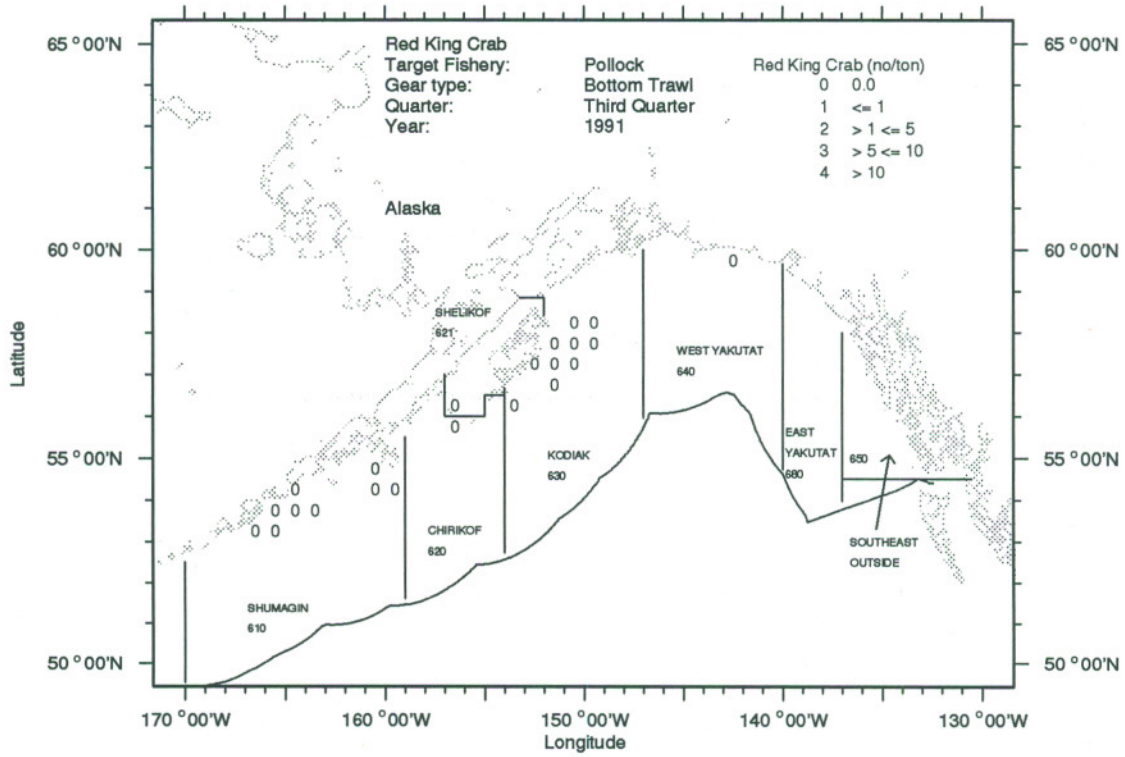 65 °00'N 65 °00'N
Red King Crab
Target Fishery: Pollock
Gear type: Bottom Trawl
Quarter: Third Quarter
Year: 1991
Red King Crab (no/ton)
0 0.0
1 <= 1
2 > 1 <= 5
3 > 5 <= 10
4 > 10
Alaska
60 °00'N 60 °00'N
0
SHELIKOF
621
0 0
0 0 0
0 0 0
0
WEST YAKUTAT
640
0 0
0
EAST
YAKUTAT
680
650
KODIAK
630
55 °00'N 55 °00'N
0
0 0 0
0 0 0
0 0
CHIRIKOF
620
SOUTHEAST
OUTSIDE
SHUMAGIN
610
50 °00'N 50 °00'N
170 °00'W 160 °00'W 150 °00'W 140 °00'W 130 °00'W
Longitude
Latitude